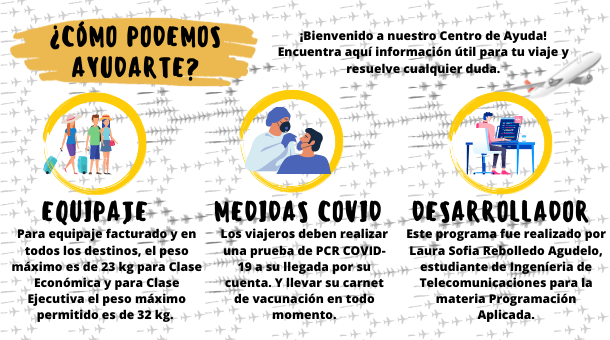 ¿CÓMO PODEMOS
AYUDARTE?
¡Bienvenido a nuestro Centro de Ayuda!
Encuentra aquí información útil para tu viaje y
resuelve cualquier duda.
EQUIPAJE
Para equipaje facturado y en
todos los destinos, el peso
máximo es de 23 kg para Clase
Económica y para Clase
Ejecutiva el peso máximo
permitido es de 32 kg.
MEDIDAS COVID
Los viajeros deben realizar
una prueba de PCR COVID-
19 a su llegada por su
cuenta. Y llevar su carnet
de vacunación en todo
momento.
DESARROLLADOR
Este programa fue realizado por
Laura Sofia Rebolledo Agudelo,
estudiante de Ingeníeria de
Telecomunicaciones para la
materia Programación
Aplicada.